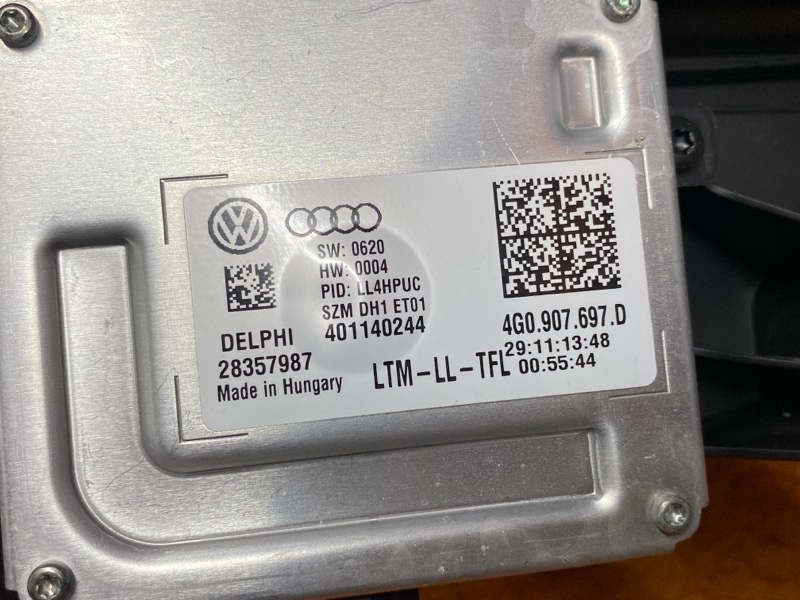 SW: 0620
HW: 0004
PID: LL4HPUC
SZM DH1 ET01
401140244
DELPHI
28357987
Made in Hungary
LTM-LL-TFL
4G0.907.697.D
29:11:13:48
00:55:44